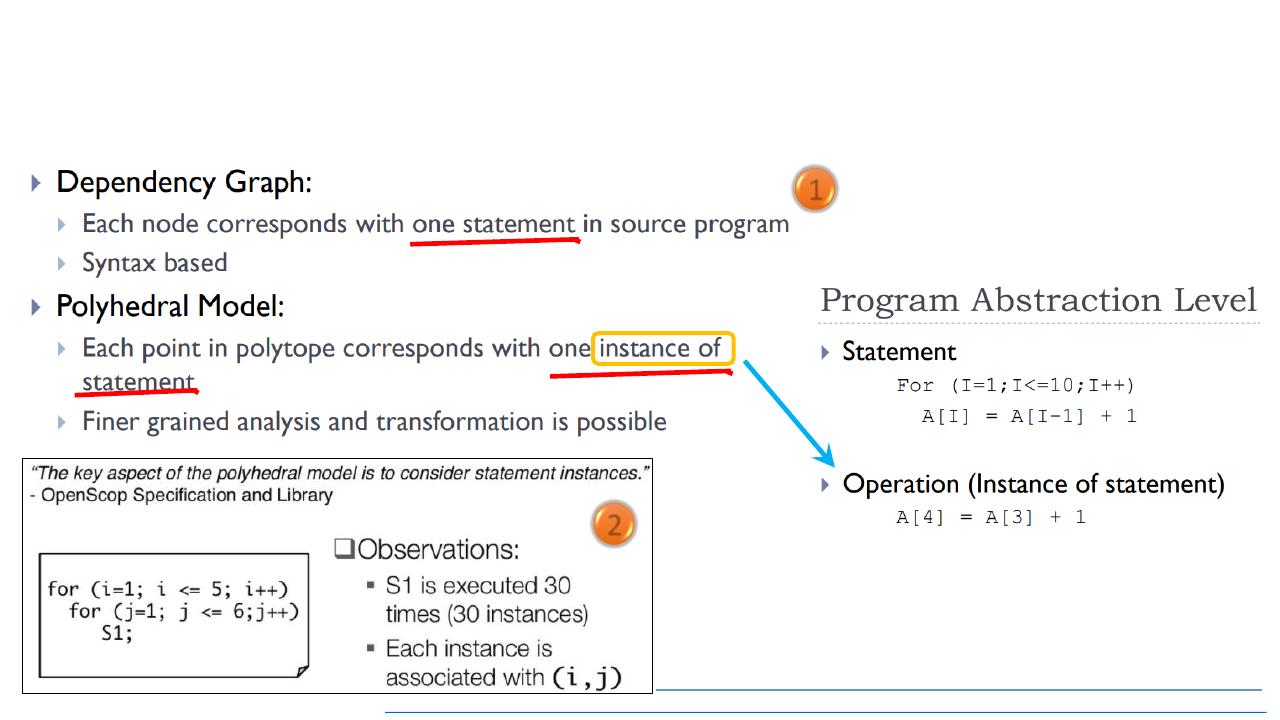 Dependency Graph:
Each node corresponds with one statement in source program
Syntax based
Polyhedral Model:
Each point in polytope corresponds with one instance of
statement
Finer grained analysis and transformation is possible
1
“The key aspect of the polyhedral model is to consider statement instances.”
- OpenScop Specification and Library
for (i=1; i <= 5; i++)
for (j=1; j <= 6;j++)
S1;
2
Observations:
S1 is executed 30
times (30 instances)
Each instance is
associated with (i,j)
Program Abstraction Level
Statement
For (I=1;I<=10;I++)
A[I] = A[I-1] + 1
Operation (Instance of statement)
A[4] = A[3] + 1